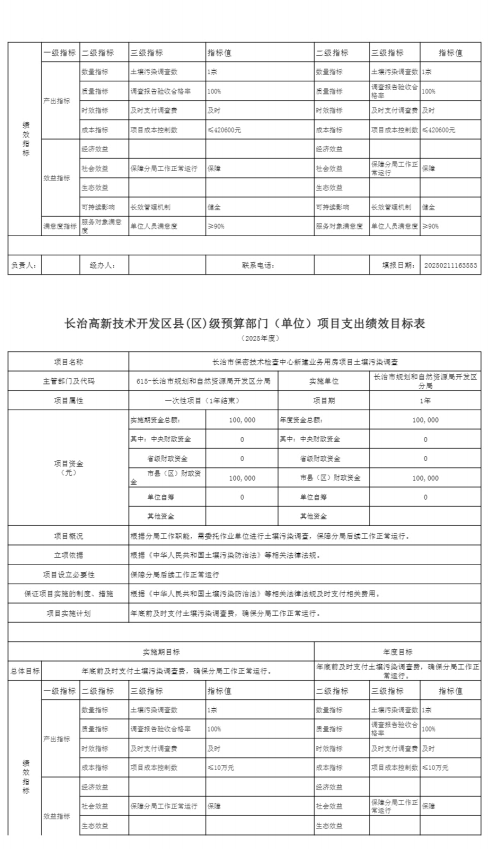 一级指标 二级指标 三级指标 指标值 二级指标 三级指标 指标值
绩效指标
产出指标
数量指标 土壤污染调查数 1宗 数量指标 土壤污染调查数 1宗
质量指标 调查报告验收合格率 100% 质量指标 调查报告验收合格率 100%
时效指标 及时支付调查费 及时 时效指标 及时支付调查费 及时
成本指标 项目成本控制数 ≤420600元 成本指标 项目成本控制数 ≤420600元
效益指标
经济效益 经济效益
社会效益 保障分局工作正常运行 保障 社会效益 保障分局工作正常运行 保障
生态效益 生态效益
可持续影响 长效管理机制 健全 可持续影响 长效管理机制 健全
满意度指标 服务对象满意度 单位人员满意度 ≥90% 服务对象满意度 单位人员满意度 ≥90%
负责人: 经办人: 联系电话: 填报日期: 20250211163553
长治高新技术开发区县(区)级预算部门（单位）项目支出绩效目标表
（2025年度）
项目名称 长治市保密技术检查中心新建业务用房项目土壤污染调查
主管部门及代码 615-长治市规划和自然资源局开发区分局 实施单位 长治市规划和自然资源局开发区分局
项目属性 一次性项目（1年结束） 项目期 1年
项目资金（元）
实施期资金总额: 100,000 年度资金总额: 100,000
其中: 中央财政资金 0 其中: 中央财政资金 0
省级财政资金 0 省级财政资金 0
市县（区）财政资金 100,000 市县（区）财政资金 100,000
单位自筹 0 单位自筹 0
其他资金 其他资金
项目概况 根据分局工作职能，需委托作业单位进行土壤污染调查，保障分局后续工作正常运行。
立项依据 根据《中华人民共和国土壤污染防治法》等相关法律法规。
项目设立必要性 保障分局后续工作正常运行
保证项目实施的制度、措施 根据《中华人民共和国土壤污染防治法》等相关法律法规及时支付相关费用。
项目实施计划 年底前及时支付土壤污染调查费，确保分局工作正常运行。
实施期目标 年度目标
总体目标 年底前及时支付土壤污染调查费，确保分局工作正常运行。 年底前及时支付土壤污染调查费，确保分局工作正常运行。
一级指标 二级指标 三级指标 指标值 二级指标 三级指标 指标值
绩效指标
产出指标
数量指标 土壤污染调查数 1宗 数量指标 土壤污染调查数 1宗
质量指标 调查报告验收合格率 100% 质量指标 调查报告验收合格率 100%
时效指标 及时支付调查费 及时 时效指标 及时支付调查费 及时
成本指标 项目成本控制数 ≤10万元 成本指标 项目成本控制数 ≤10万元
效益指标
经济效益 经济效益
社会效益 保障分局工作正常运行 保障 社会效益 保障分局工作正常运行 保障
生态效益 生态效益